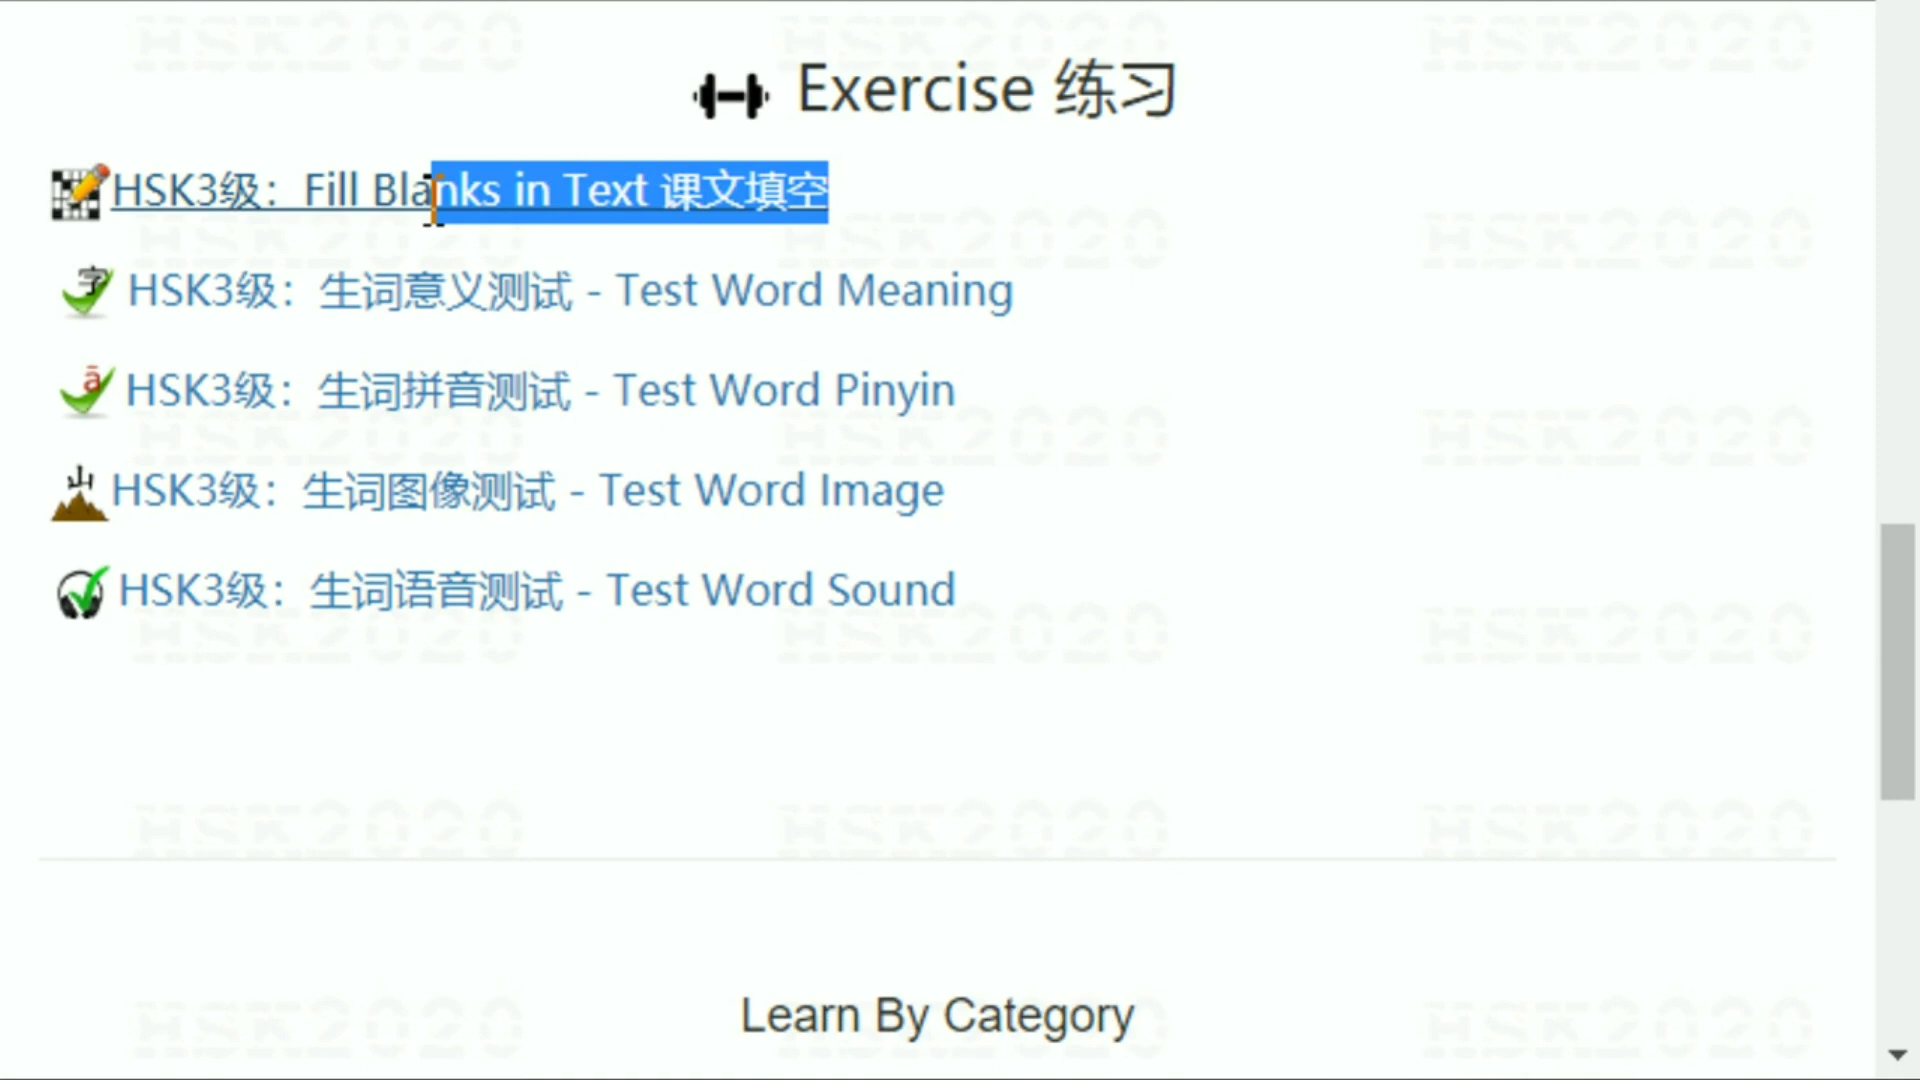 Exercise 练习
HSK3级：Fill Blanks in Text 课文填空
字 HSK3级：生词意义测试 - Test Word Meaning
ā HSK3级：生词拼音测试 - Test Word Pinyin
山 HSK3级：生词图像测试 - Test Word Image
HSK3级：生词语音测试 - Test Word Sound
Learn By Category
HSK2020